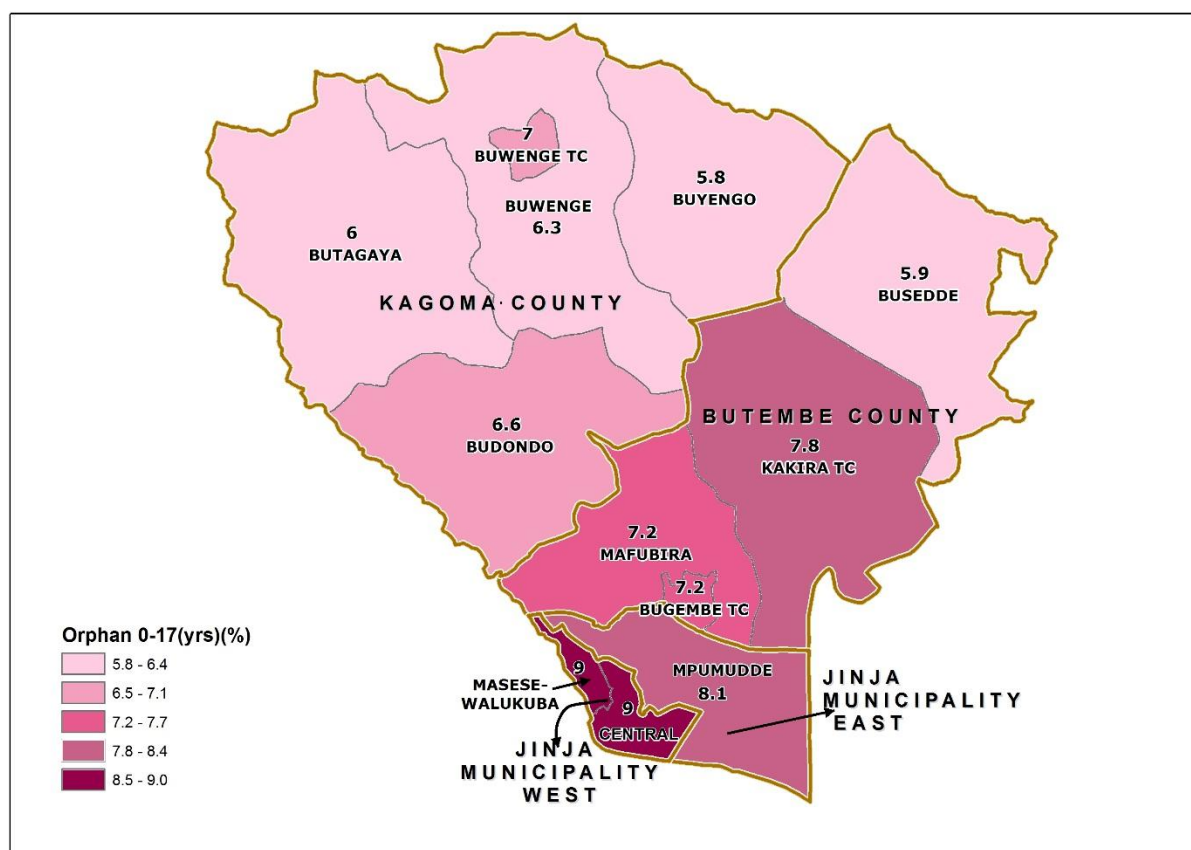 7
BUWENGE TC
5.8
BUYENGO
BUWENGE
6.3
6
BUTAGAYA
5.9
BUSEDDE
KAGOMA COUNTY
BUTEMBE COUNTY
7.8
KAKIRA TC
6.6
BUDONDO
7.2
MAFUBIRA
7.2
BUGEMBE TC
Orphan 0-17(yrs)(%)
5.8 - 6.4
6.5 - 7.1
7.2 - 7.7
7.8 - 8.4
8.5 - 9.0
9
MASESE-
WALUKUBA
MPUMUDDE
8.1
9
CENTRAL
JINJA
MUNICIPALITY
EAST
JINJA
MUNICIPALITY
WEST